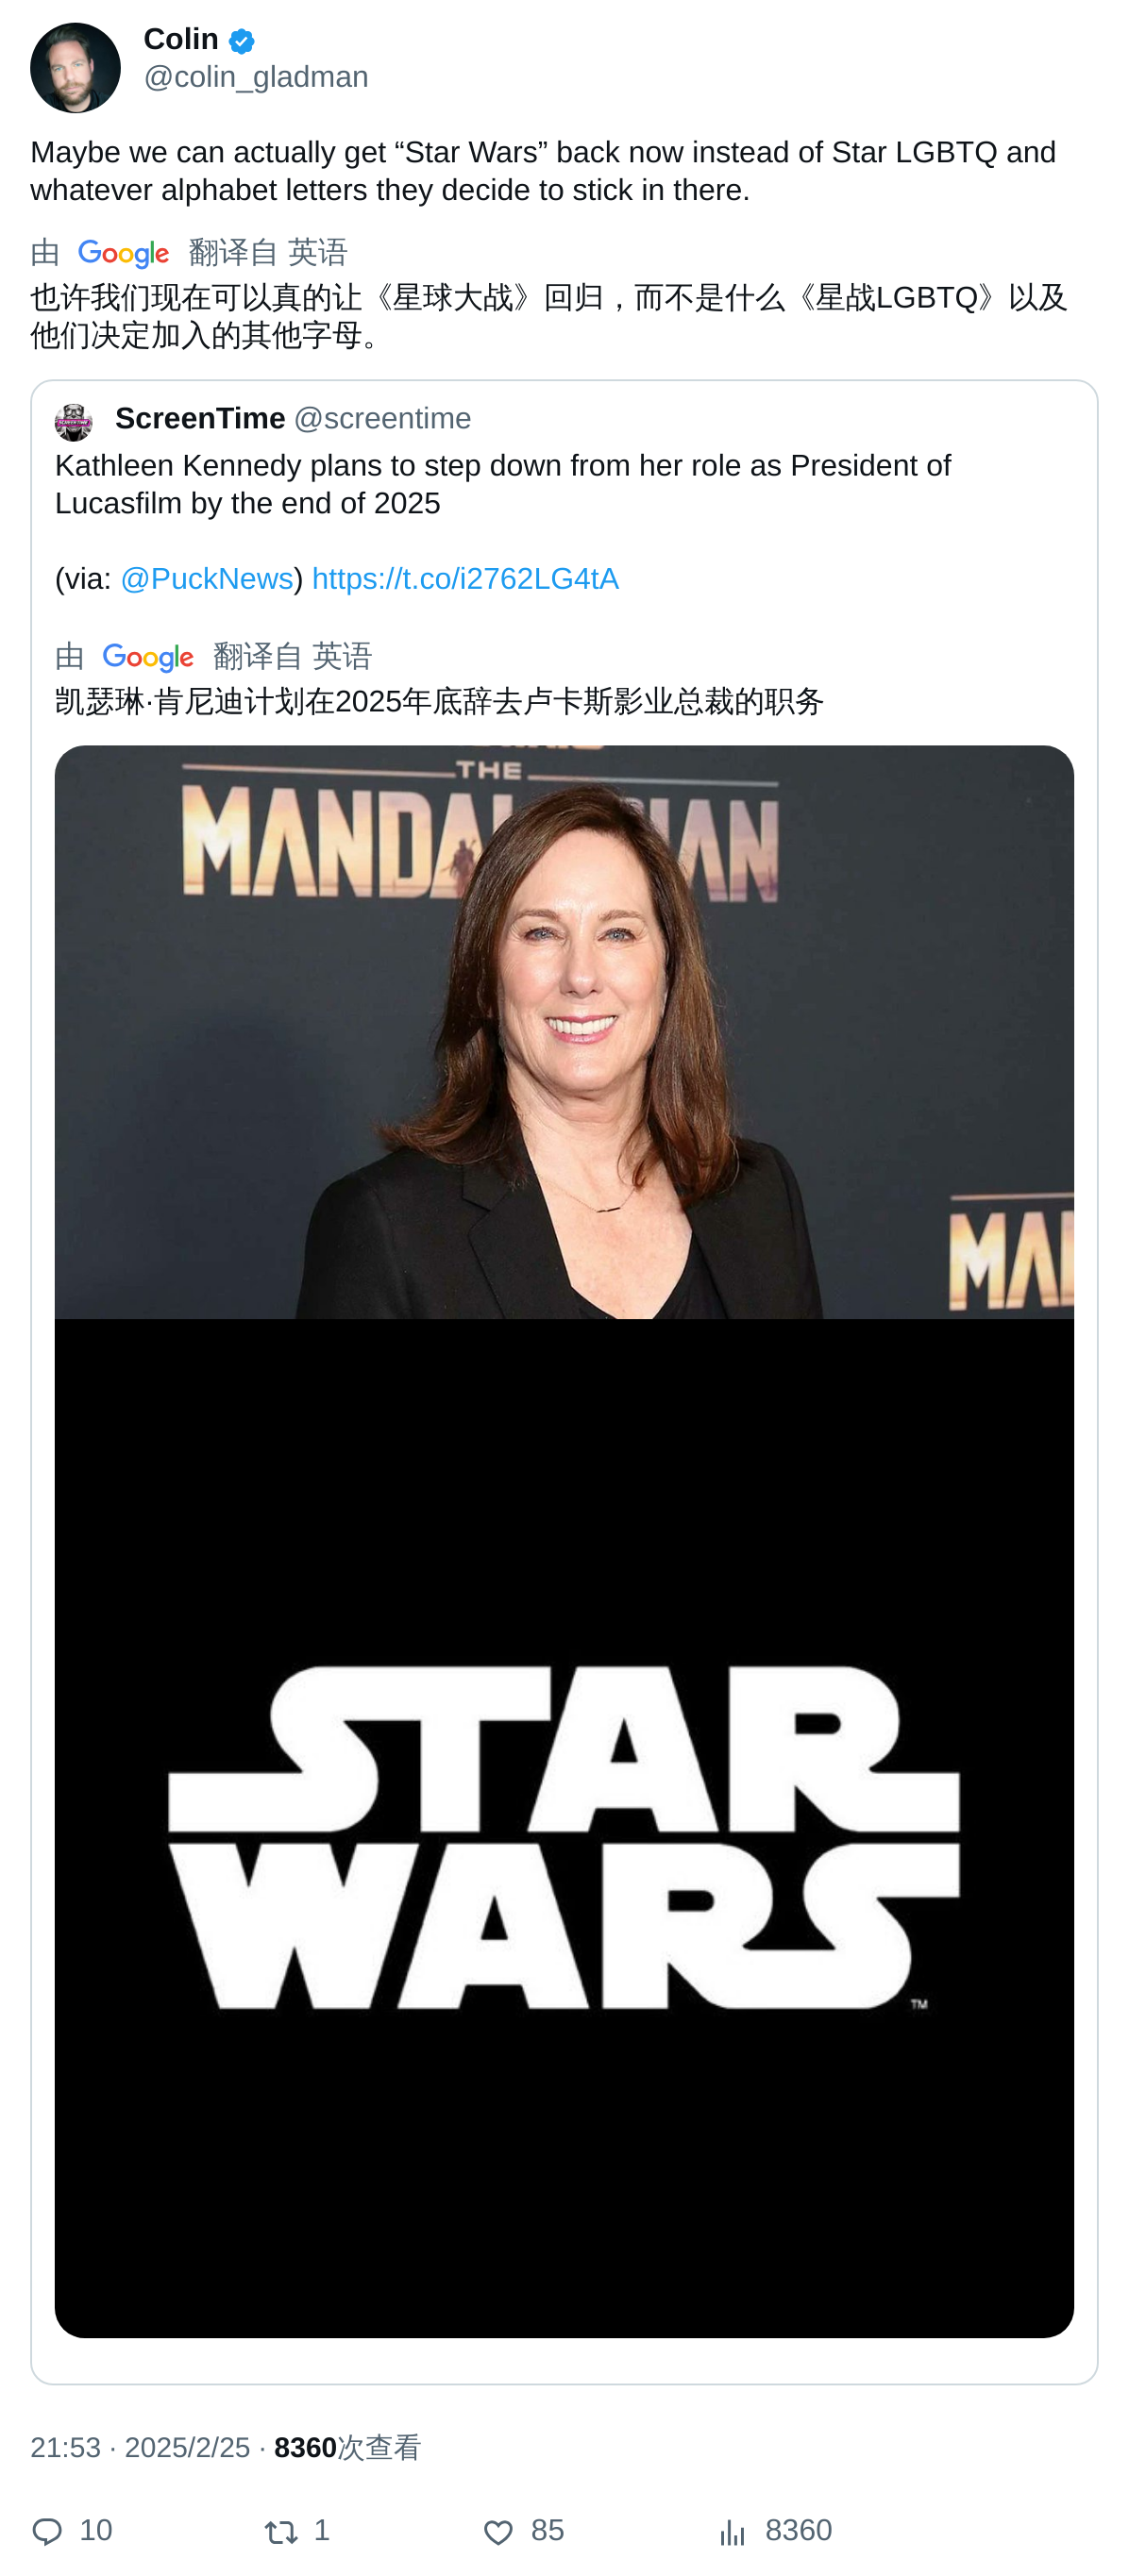 Colin
@colin_gladman
Maybe we can actually get “Star Wars” back now instead of Star LGBTQ and
whatever alphabet letters they decide to stick in there.
由 Google 翻译自 英语
也许我们现在可以真的让《星球大战》回归，而不是什么《星战LGBTQ》以及
他们决定加入的其他字母。
ScreenTime @screentime
Kathleen Kennedy plans to step down from her role as President of
Lucasfilm by the end of 2025
(via: @PuckNews) https://t.co/i2762LG4tA
由 Google 翻译自 英语
凯瑟琳·肯尼迪计划在2025年底辞去卢卡斯影业总裁的职务
THE
MANDA IAN
MA
STAR
WARS
TM
21:53 · 2025/2/25 · 8360次查看
10 1 85 8360